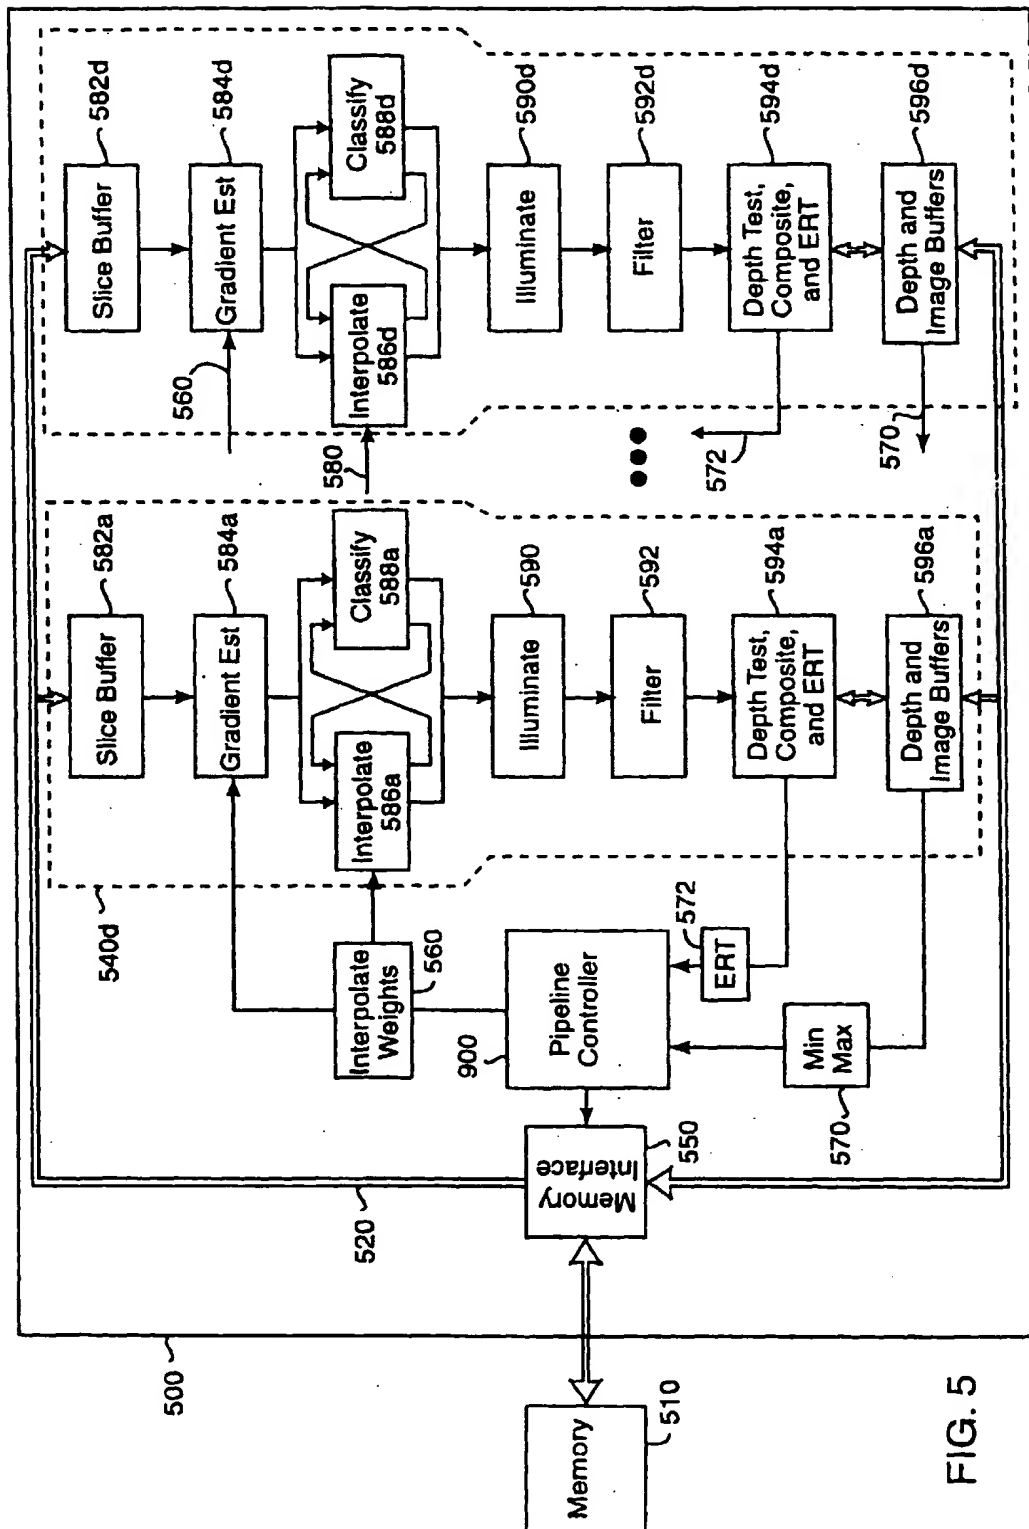 500
520
540d
582a
Slice Buffer
584a
Gradient Est
Interpolate
586a
Classify
588a
590
Illuminate
592
Filter
594a
Depth Test,
Composite,
and ERT
596a
Depth and
Image Buffers
582d
Slice Buffer
560
584d
Gradient Est
580
Interpolate
586d
Classify
588d
590d
Illuminate
592d
Filter
572
594d
Depth Test,
Composite,
and ERT
570
596d
Depth and
Image Buffers
Interpolate
Weights
560
900
Pipeline
Controller
572
ERT
Min
Max
570
Memory
Interface
550
Memory
510
FIG. 5